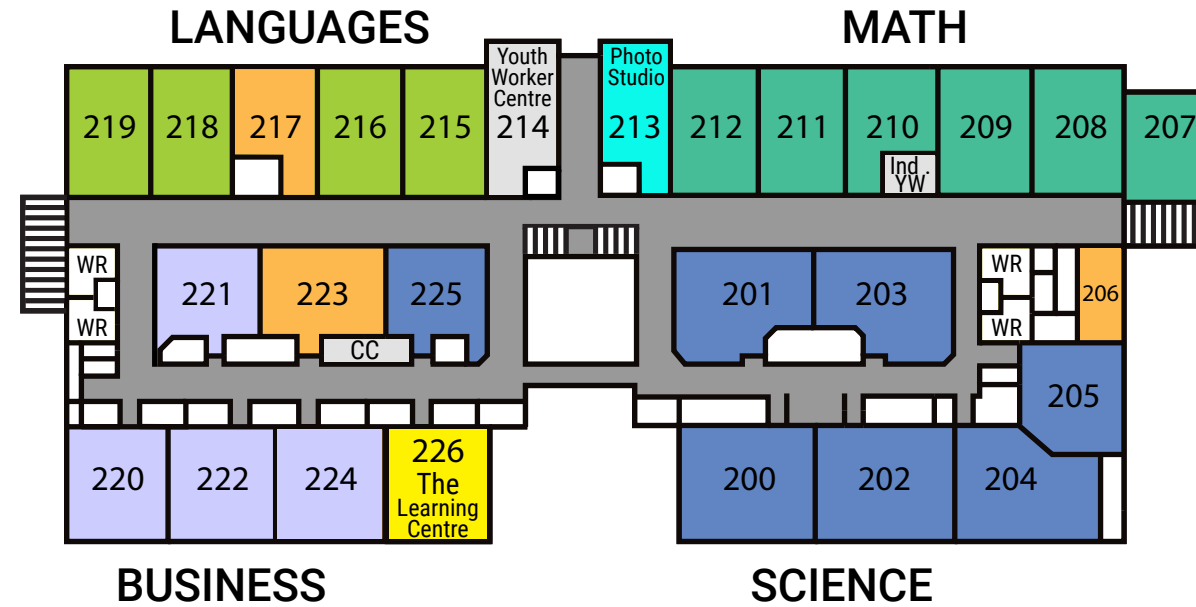 LANGUAGES
MATH
219
218
217
216
215
Youth
Worker
Centre
214
Photo
Studio
213
212
211
210
Ind.
YW
209
208
207
WR
WR
221
223
225
CC
201
203
WR
WR
206
205
220
222
224
226
The
Learning
Centre
200
202
204
BUSINESS
SCIENCE